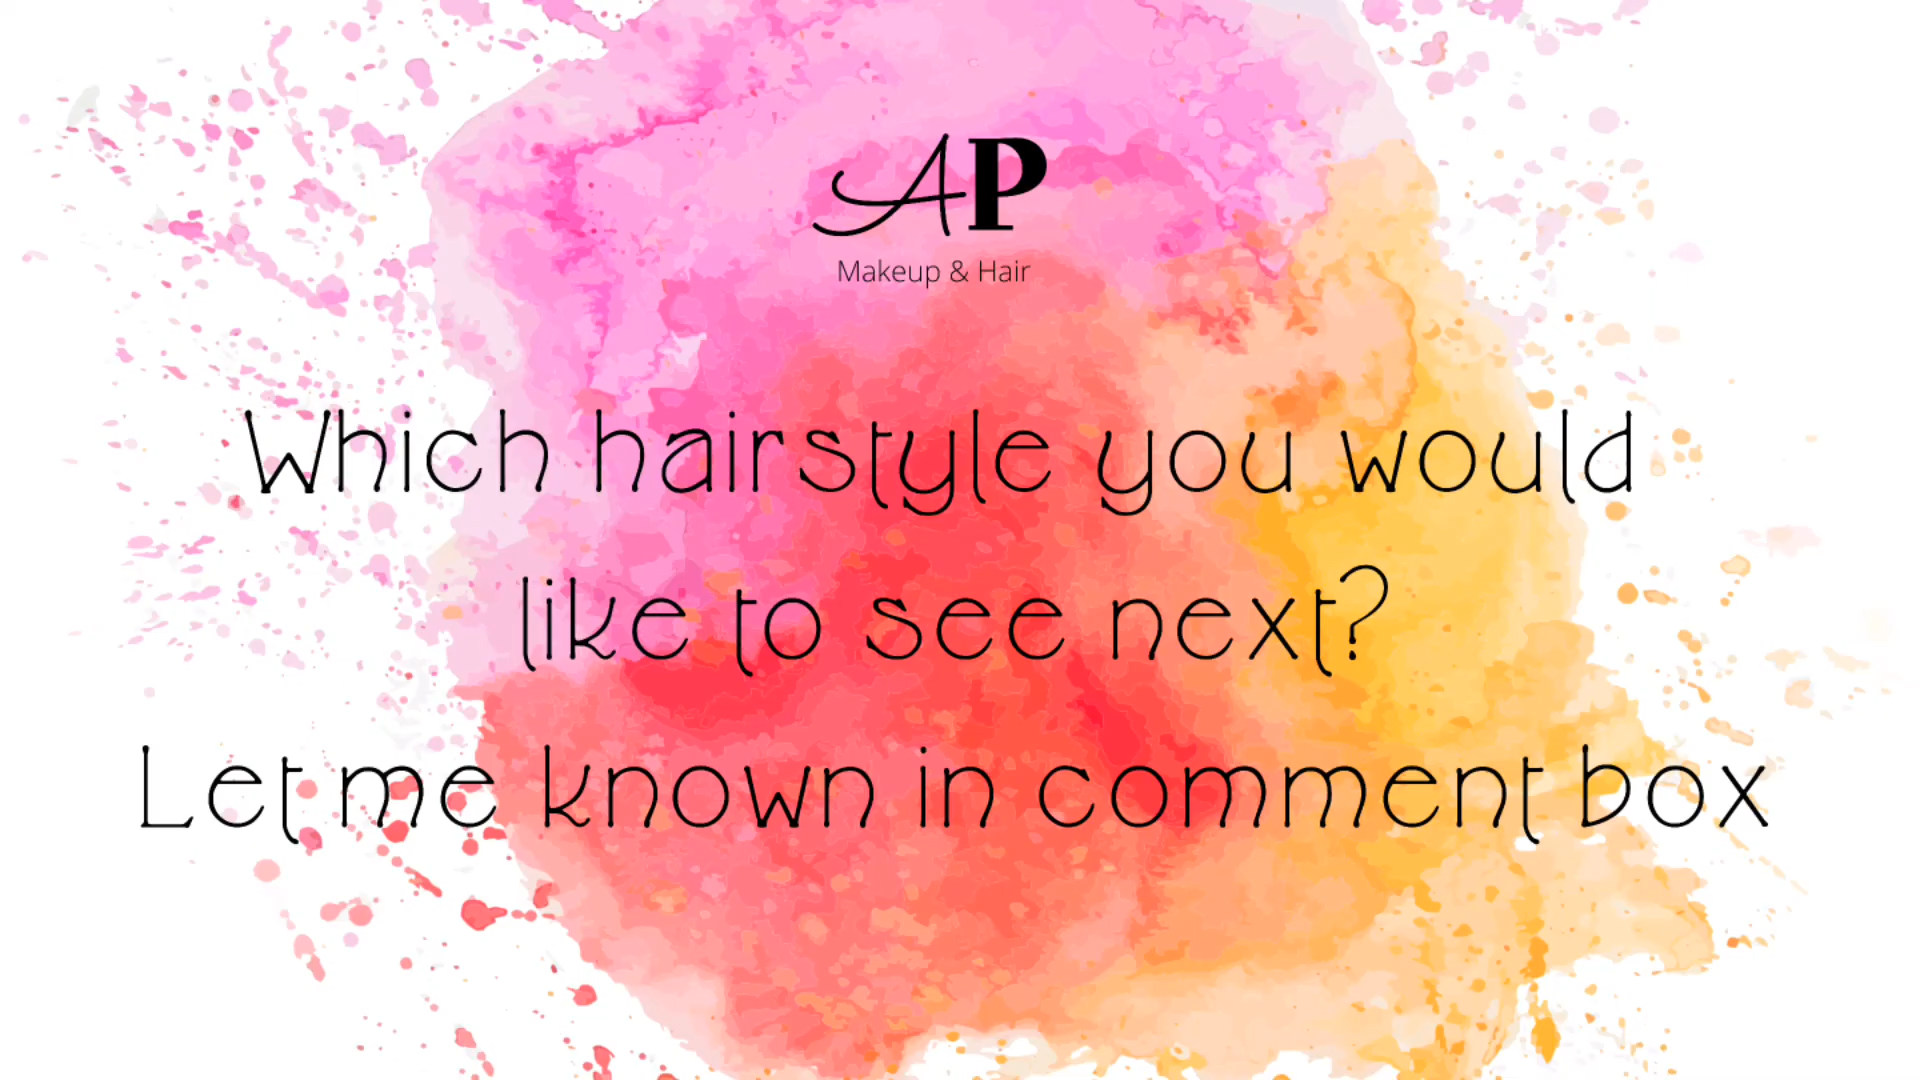 AP
Makeup & Hair
Which hairstyle you would
like to see next?
Let me known in comment box